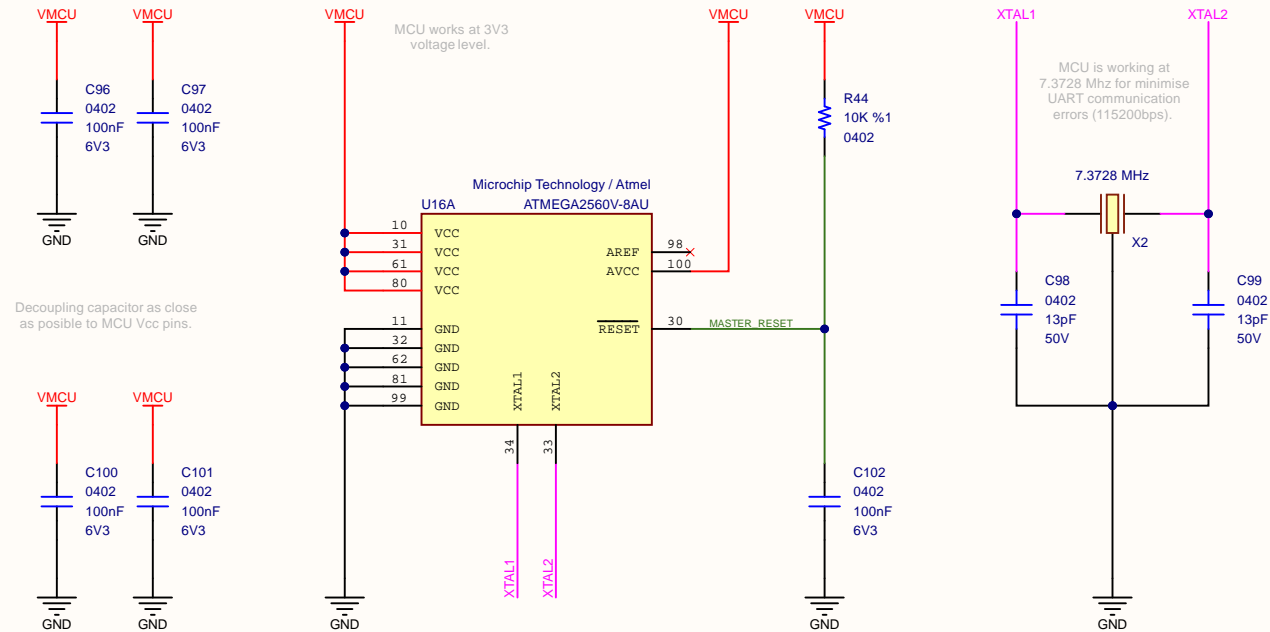 VMCU
VMCU
VMCU
VMCU
VMCU
XTAL1
XTAL2
MCU works at 3V3
voltage level.
C96
0402
100nF
6V3
C97
0402
100nF
6V3
GND
GND
R44
10K %1
0402
MCU is working at
7.3728 Mhz for minimise
UART communication
errors (115200bps).
7.3728 MHz
X2
Microchip Technology / Atmel
U16A
ATMEGA2560V-8AU
10 VCC
31 VCC
61 VCC
80 VCC
11 GND
32 GND
62 GND
81 GND
99 GND
AREF 98
AVCC 100
RESET 30
MASTER_RESET
XTAL1
XTAL2
34
33
XTAL1
XTAL2
C98
0402
13pF
50V
C99
0402
13pF
50V
Decoupling capacitor as close
as posible to MCU Vcc pins.
VMCU
VMCU
C100
0402
100nF
6V3
C101
0402
100nF
6V3
C102
0402
100nF
6V3
GND
GND
GND
GND
GND